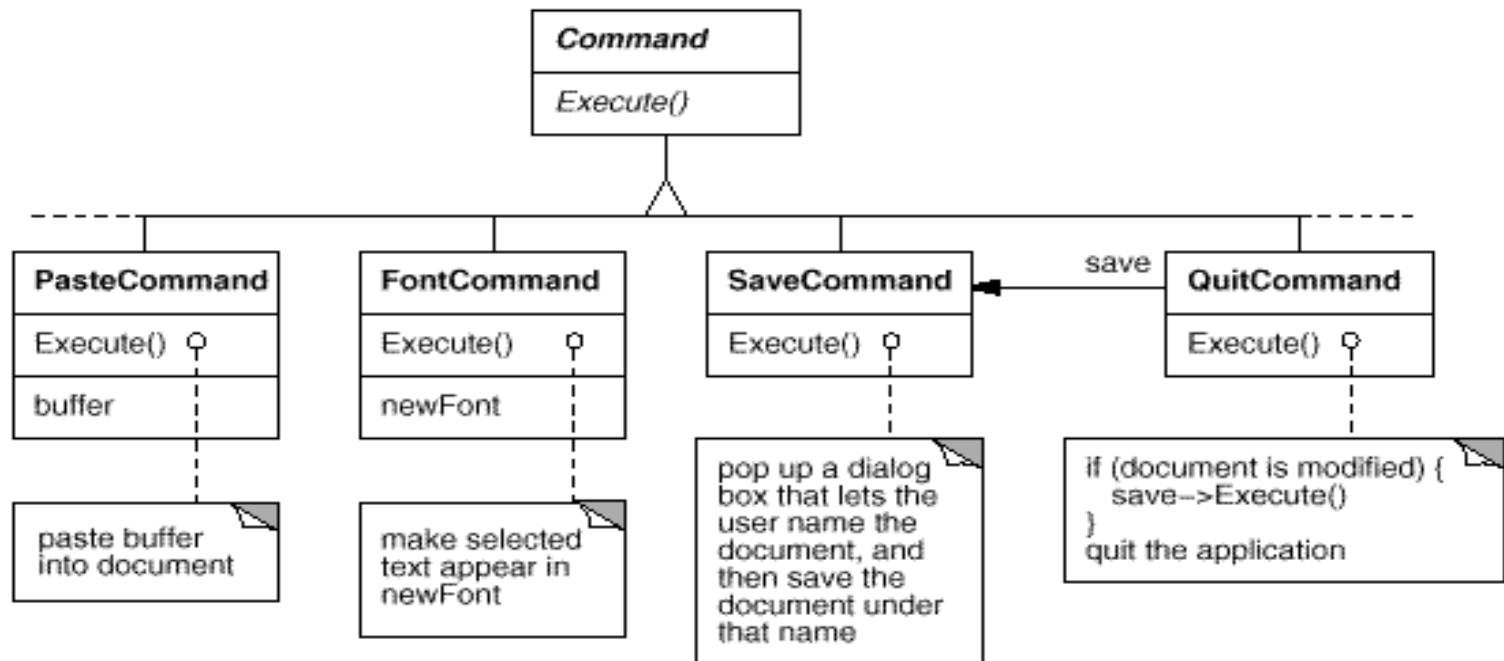 Command
Execute()
PasteCommand
Execute()
buffer
paste buffer
into document
FontCommand
Execute()
newFont
make selected
text appear in
newFont
SaveCommand
Execute()
pop up a dialog
box that lets the
user name the
document, and
then save the
document under
that name
save
QuitCommand
Execute()
if (document is modified) {
save->Execute()
}
quit the application